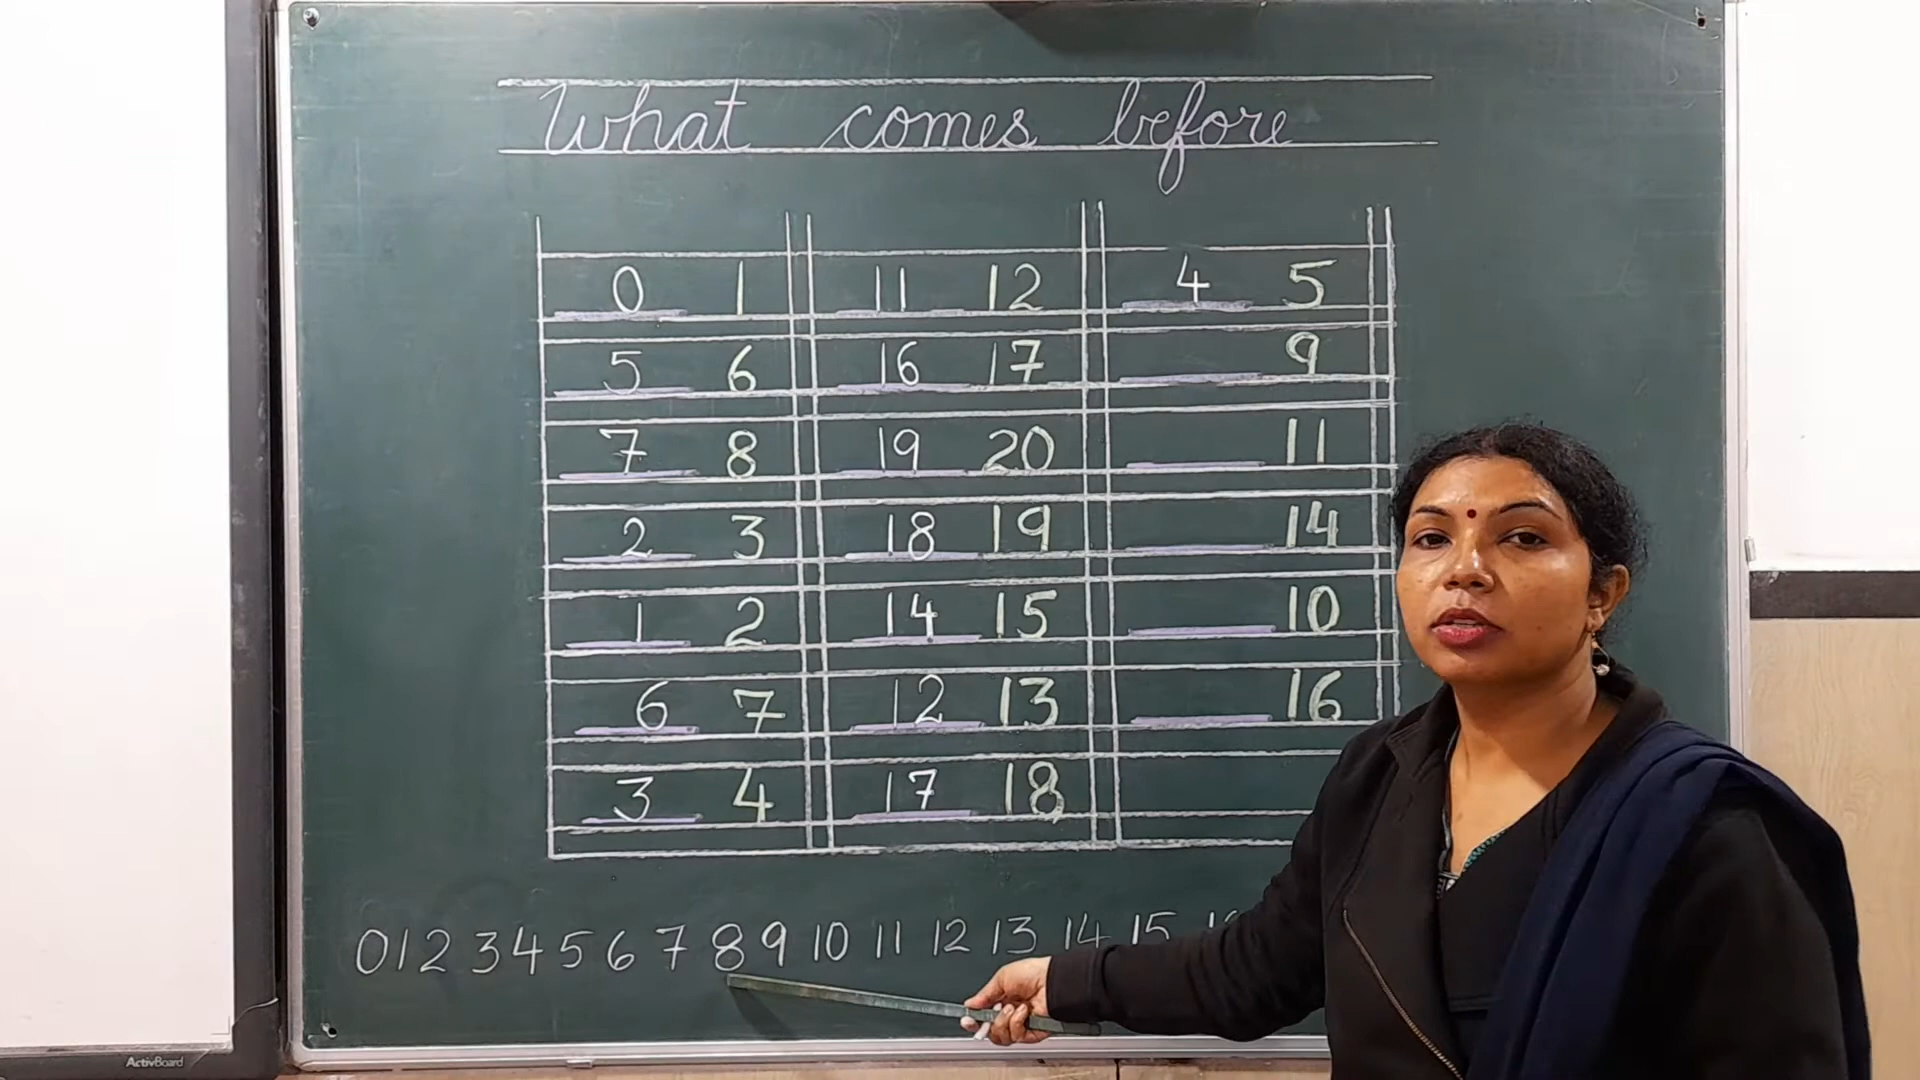 What comes before
0 1 11 12 4 5
5 6 16 17 9
7 8 19 20 11
2 3 18 19 14
1 2 14 15 10
6 7 12 13 16
3 4 17 18
0 1 2 3 4 5 6 7 8 9 10 11 12 13 14 15
ActivBoard